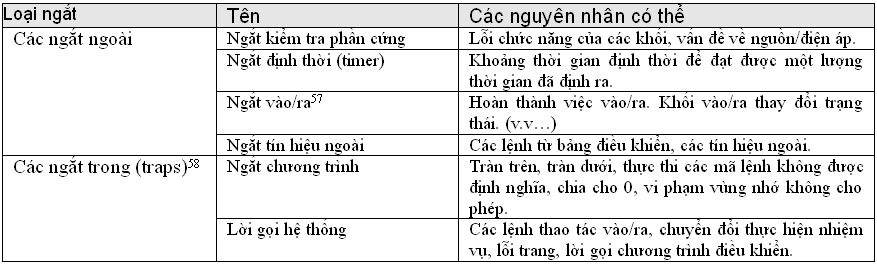 Loại ngắt Tên Các nguyên nhân có thể
Các ngắt ngoài Ngắt kiểm tra phần cứng Lỗi chức năng của các khối, vấn đề về nguồn/điện áp.
Ngắt định thời (timer) Khoảng thời gian định thời để đạt được một lượng
thời gian đã định ra.
Ngắt vào/ra57 Hoàn thành việc vào/ra. Khối vào/ra thay đổi trạng
thái. (v.v…)
Ngắt tín hiệu ngoài Các lệnh từ bảng điều khiển, các tín hiệu ngoài.
Các ngắt trong (traps)58 Ngắt chương trình Tràn trên, tràn dưới, thực thi các mã lệnh không được
định nghĩa, chia cho 0, vi phạm vùng nhớ không cho
phép.
Lời gọi hệ thống Các lệnh thao tác vào/ra, chuyển đổi thực hiện nhiệm
vụ, lỗi trang, lời gọi chương trình điều khiển.